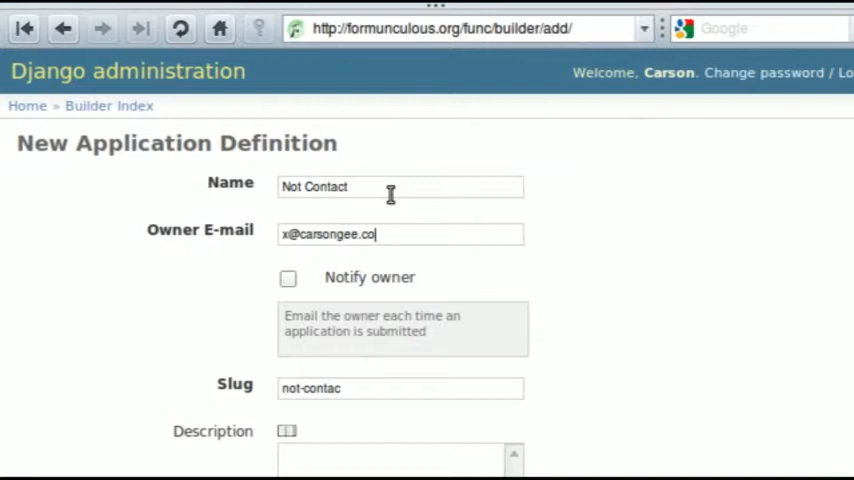 http://formunculous.org/func/builder/add/
Google
Django administration
Welcome, Carson. Change password / Lo
Home » Builder Index
New Application Definition
Name
Not Contact
Owner E-mail
x@carsongee.co
Notify owner
Email the owner each time an
application is submitted
Slug
not-contac
Description